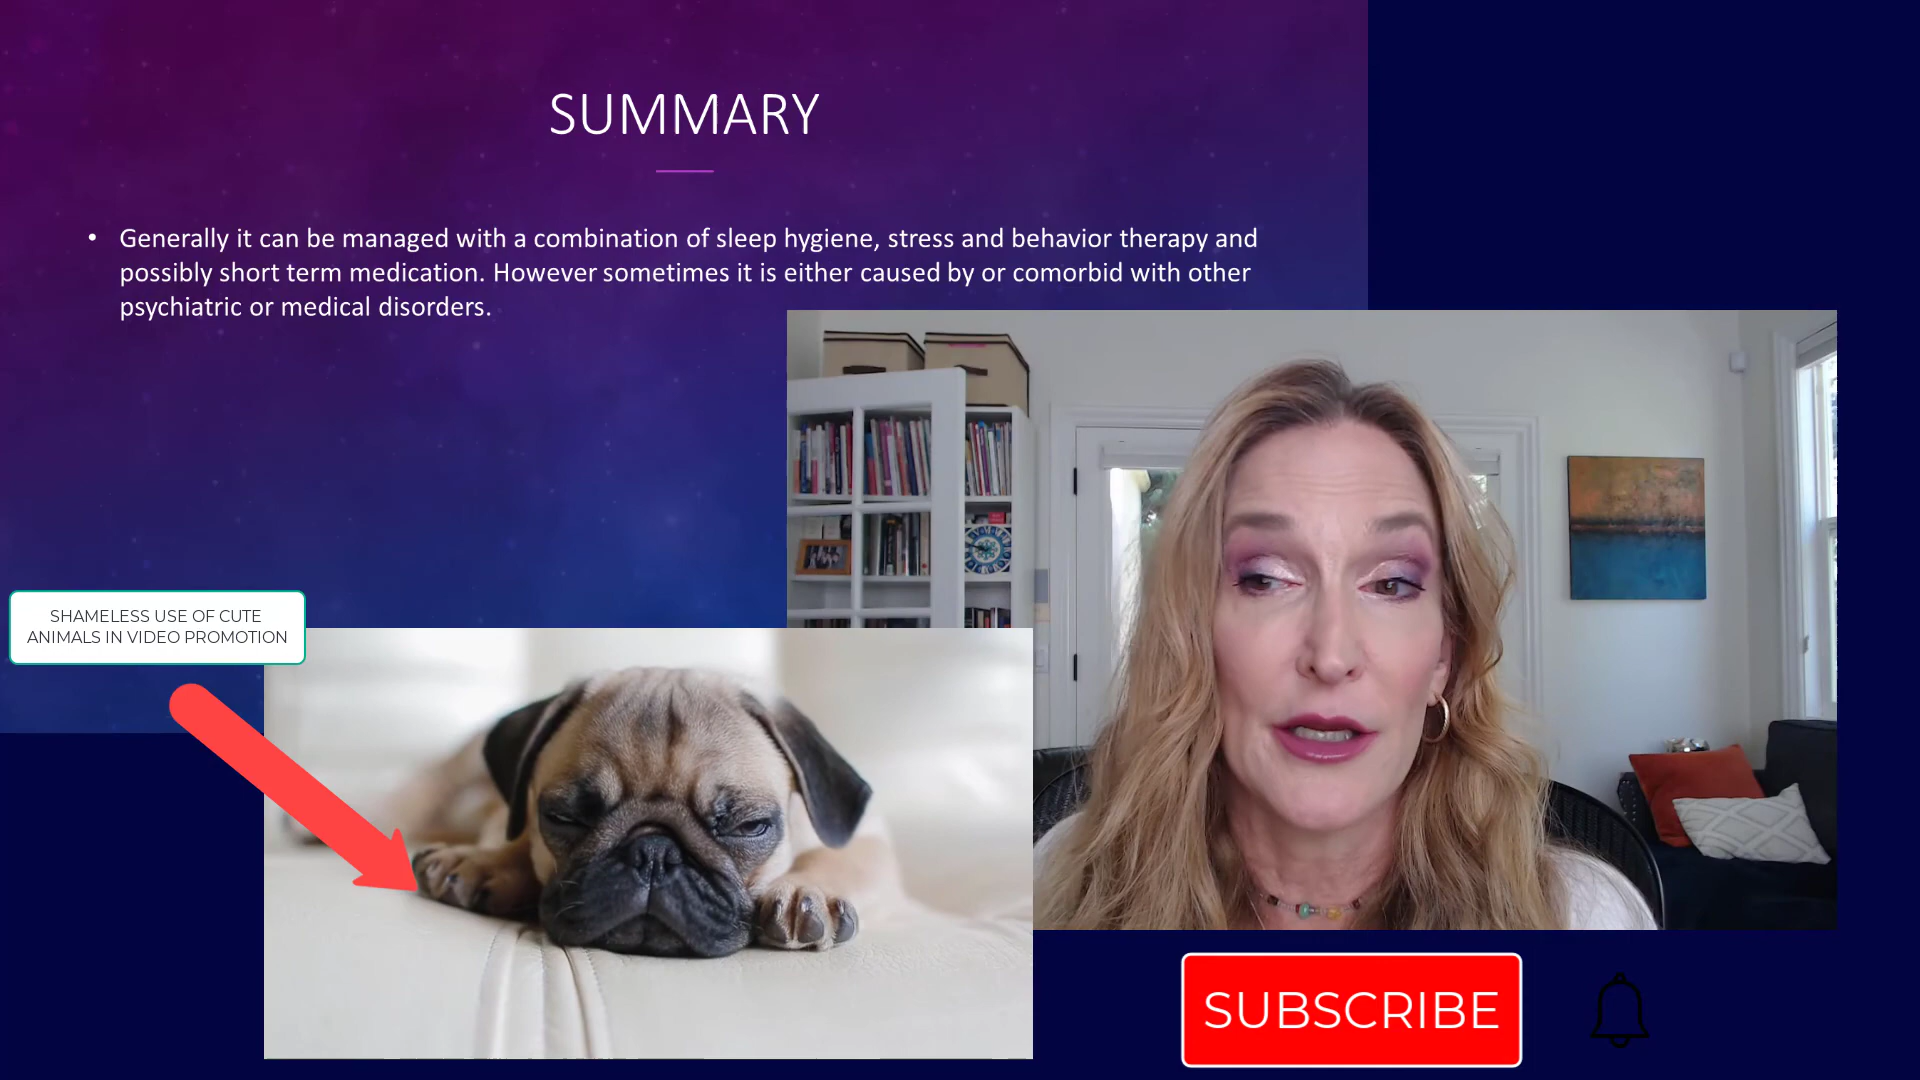 SUMMARY
• Generally it can be managed with a combination of sleep hygiene, stress and behavior therapy and
possibly short term medication. However sometimes it is either caused by or comorbid with other
psychiatric or medical disorders.
SHAMELESS USE OF CUTE
ANIMALS IN VIDEO PROMOTION
SUBSCRIBE